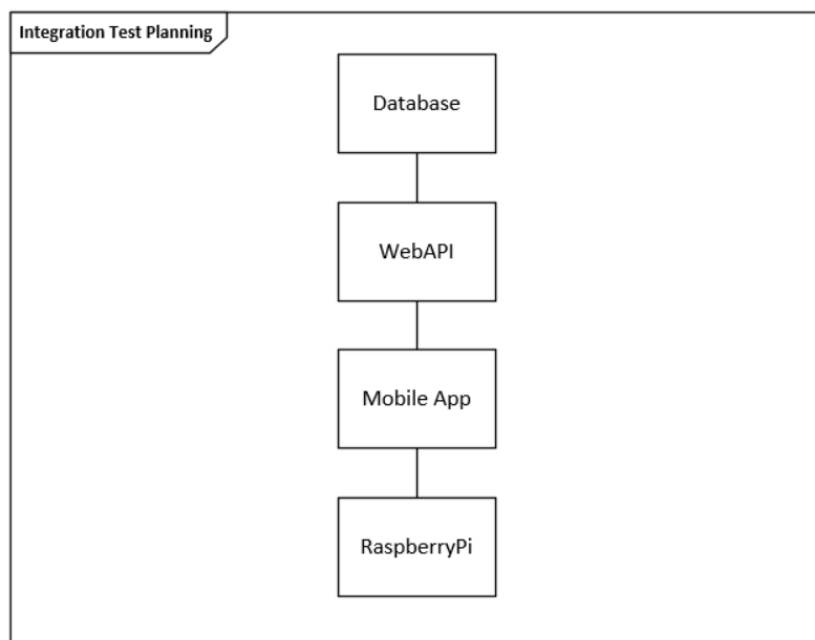 Integration Test Planning
Database
WebAPI
Mobile App
RaspberryPi